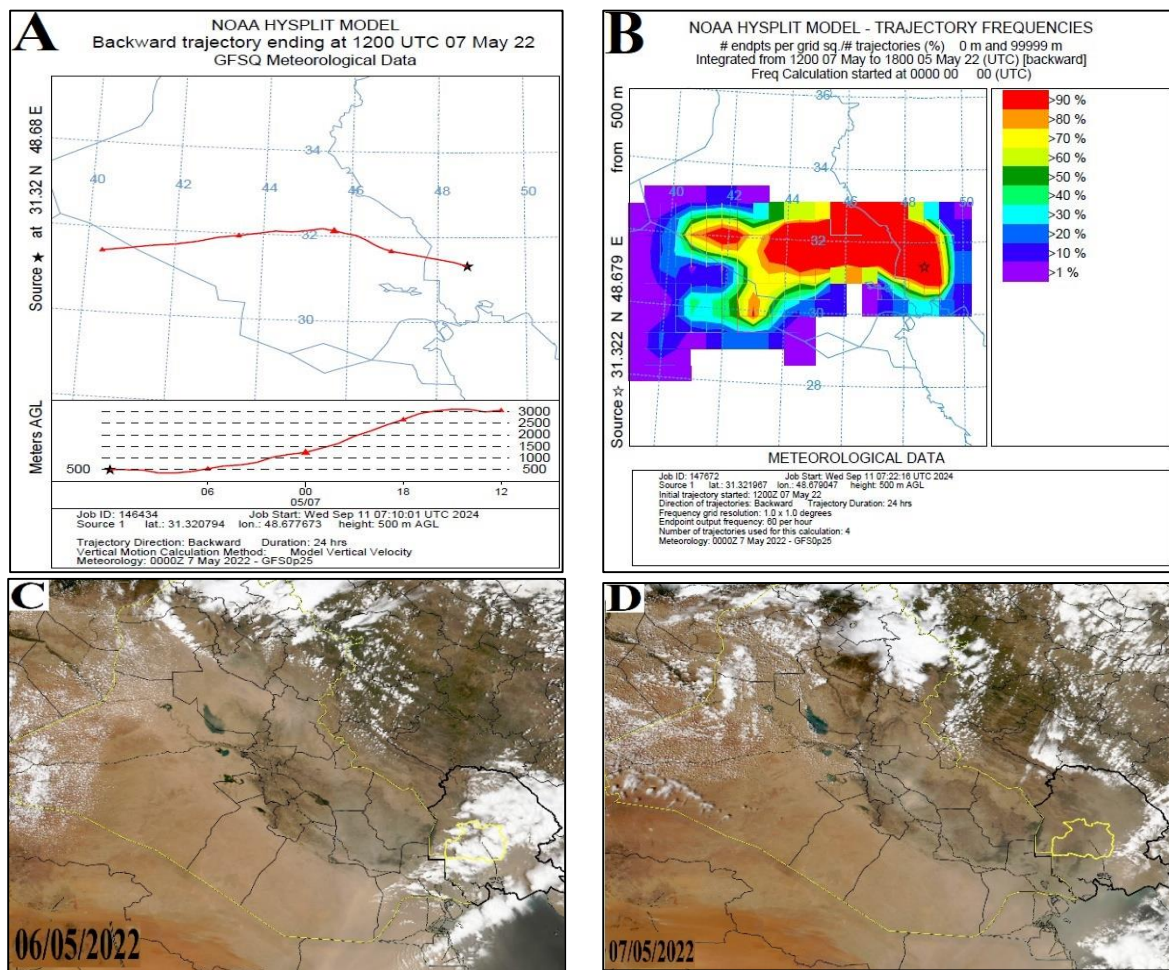 A
NOAA HYSPLIT MODEL
Backward trajectory ending at 1200 UTC 07 May 22
GFSQ Meteorological Data
Source ★ at 31.32 N 48.68 E
40
42
44
46
48
50
34
32
30
Meters AGL
500
3000
2500
2000
1500
1000
500
06
00
18
12
05/07
Job ID: 146434 Job Start: Wed Sep 11 07:10:01 UTC 2024
Source 1 lat.: 31.320794 lon.: 48.677673 height: 500 m AGL
Trajectory Direction: Backward Duration: 24 hrs
Vertical Motion Calculation Method: Model Vertical Velocity
Meteorology: 0000Z 7 May 2022 - GFS0p25
B
NOAA HYSPLIT MODEL - TRAJECTORY FREQUENCIES
# endpts per grid sq./# trajectories (%) 0 m and 99999 m
Integrated from 1200 07 May to 1800 05 May 22 (UTC) [backward]
Freq Calculation started at 0000 00 00 (UTC)
Source ☆ 31.322 N 48.679 E from 500 m
36
34
40
42
44
46
48
50
32
30
28
>90 %
>80 %
>70 %
>60 %
>50 %
>40 %
>30 %
>20 %
>10 %
>1 %
METEOROLOGICAL DATA
Job ID: 147672 Job Start: Wed Sep 11 07:22:16 UTC 2024
Source 1 lat.: 31.321967 lon.: 48.679047 height: 500 m AGL
Initial trajectory started: 1200Z 07 May 22
Direction of trajectories: Backward Trajectory Duration: 24 hrs
Frequency grid resolution: 1.0 x 1.0 degrees
Endpoint output frequency: 60 per hour
Number of trajectories used for this calculation: 4
Meteorology: 0000Z 7 May 2022 - GFS0p25
C
06/05/2022
D
07/05/2022